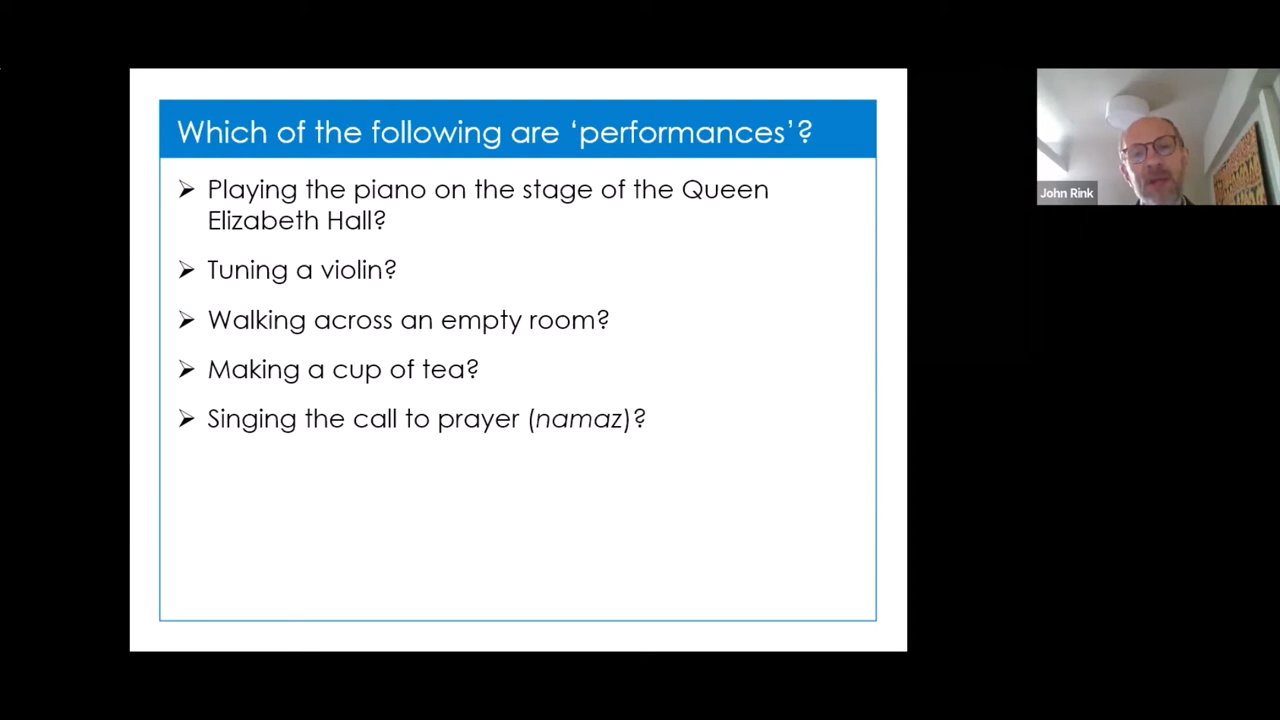 Which of the following are ‘performances’?
➢ Playing the piano on the stage of the Queen
Elizabeth Hall?
➢ Tuning a violin?
➢ Walking across an empty room?
➢ Making a cup of tea?
➢ Singing the call to prayer (namaz)?
John Rink